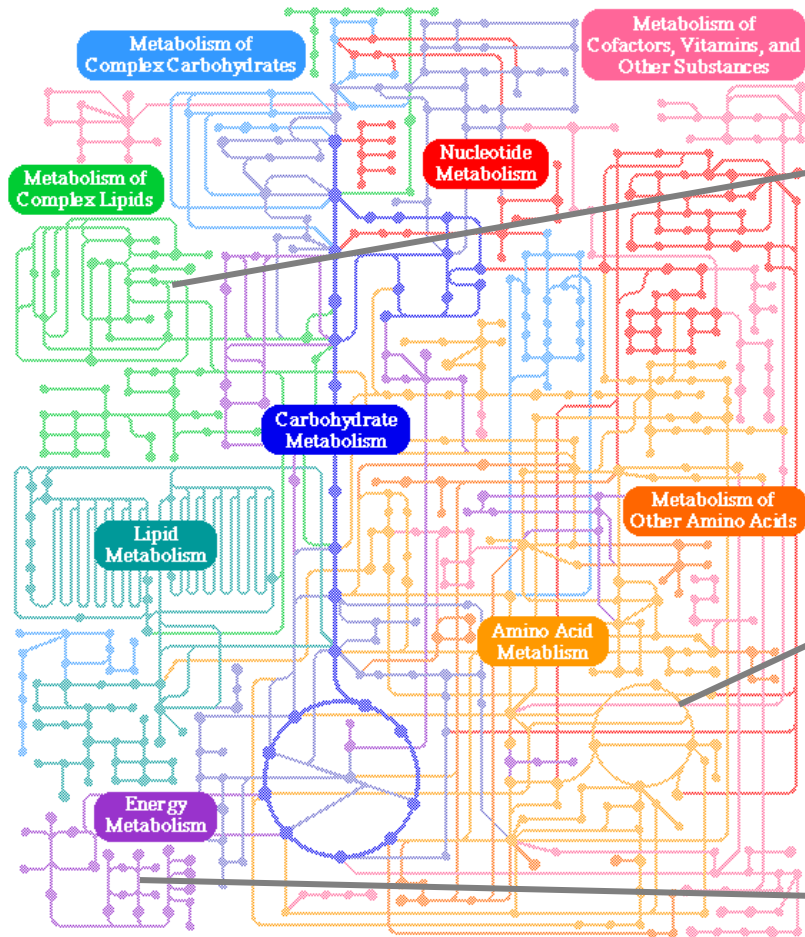 Metabolism of
Complex Carbohydrates
Metabolism of
Cofactors, Vitamins, and
Other Substances
Nucleotide
Metabolism
Metabolism of
Complex Lipids
Carbohydrate
Metabolism
Metabolism of
Other Amino Acids
Lipid
Metabolism
Amino Acid
Metablism
Energy
Metabolism